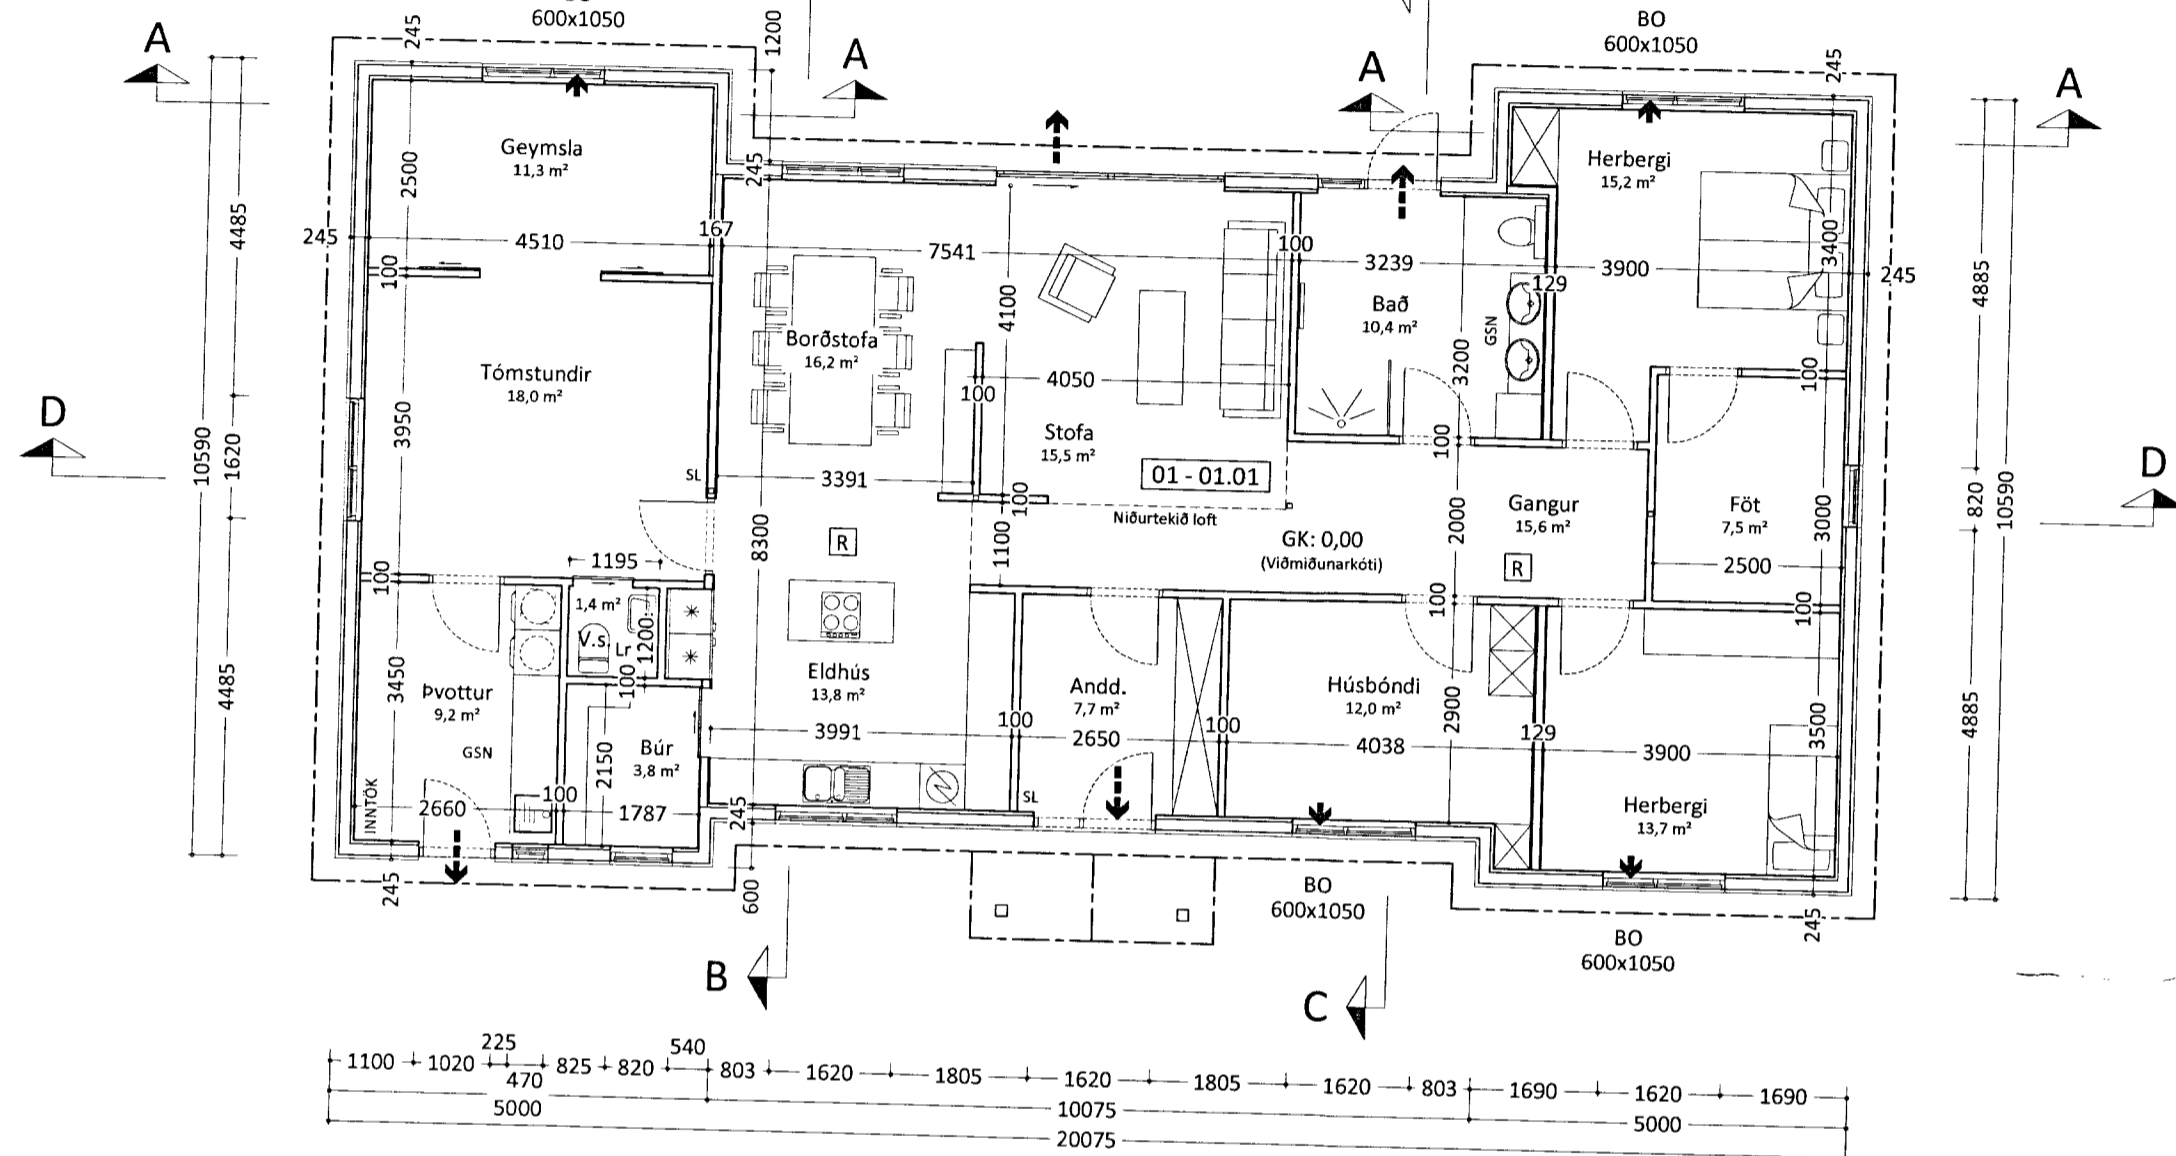 600x1050
BO
600x1050
245
1200
245
A
A
A
A
245
Geymsla
11,3 m²
2500
4485
4510
167
7541
100
3239
129
3900
3400
245
4885
Herbergi
15,2 m²
245
100
Borðstofa
16,2 m²
4100
4050
100
Stofa
15,5 m²
Bað
10,4 m²
GSN
3200
100
100
Tómstundir
18,0 m²
3950
D
D
10590
1620
SL
3391
100
01 - 01.01
Niðurtekið loft
8300
R
1100
GK: 0,00
(Viðmiðunarkóti)
2000
Gangur
15,6 m²
R
Föt
7,5 m²
3000
2500
820
10590
100
1195
1,4 m²
V.s.
Lr
1200
100
100
100
Eldhús
13,8 m²
3991
Þvottur
9,2 m²
3450
GSN
INNTÖK
2660
100
Búr
3,8 m²
2150
1787
4485
100
Andd.
7,7 m²
2650
100
SL
Húsbóndi
12,0 m²
4038
2900
129
3900
3500
Herbergi
13,7 m²
4885
245
245
600
245
BO
600x1050
BO
600x1050
B
C
225
540
1100
1020
825
820
803
1620
1805
1620
1805
1620
803
1690
1620
1690
470
5000
10075
5000
20075